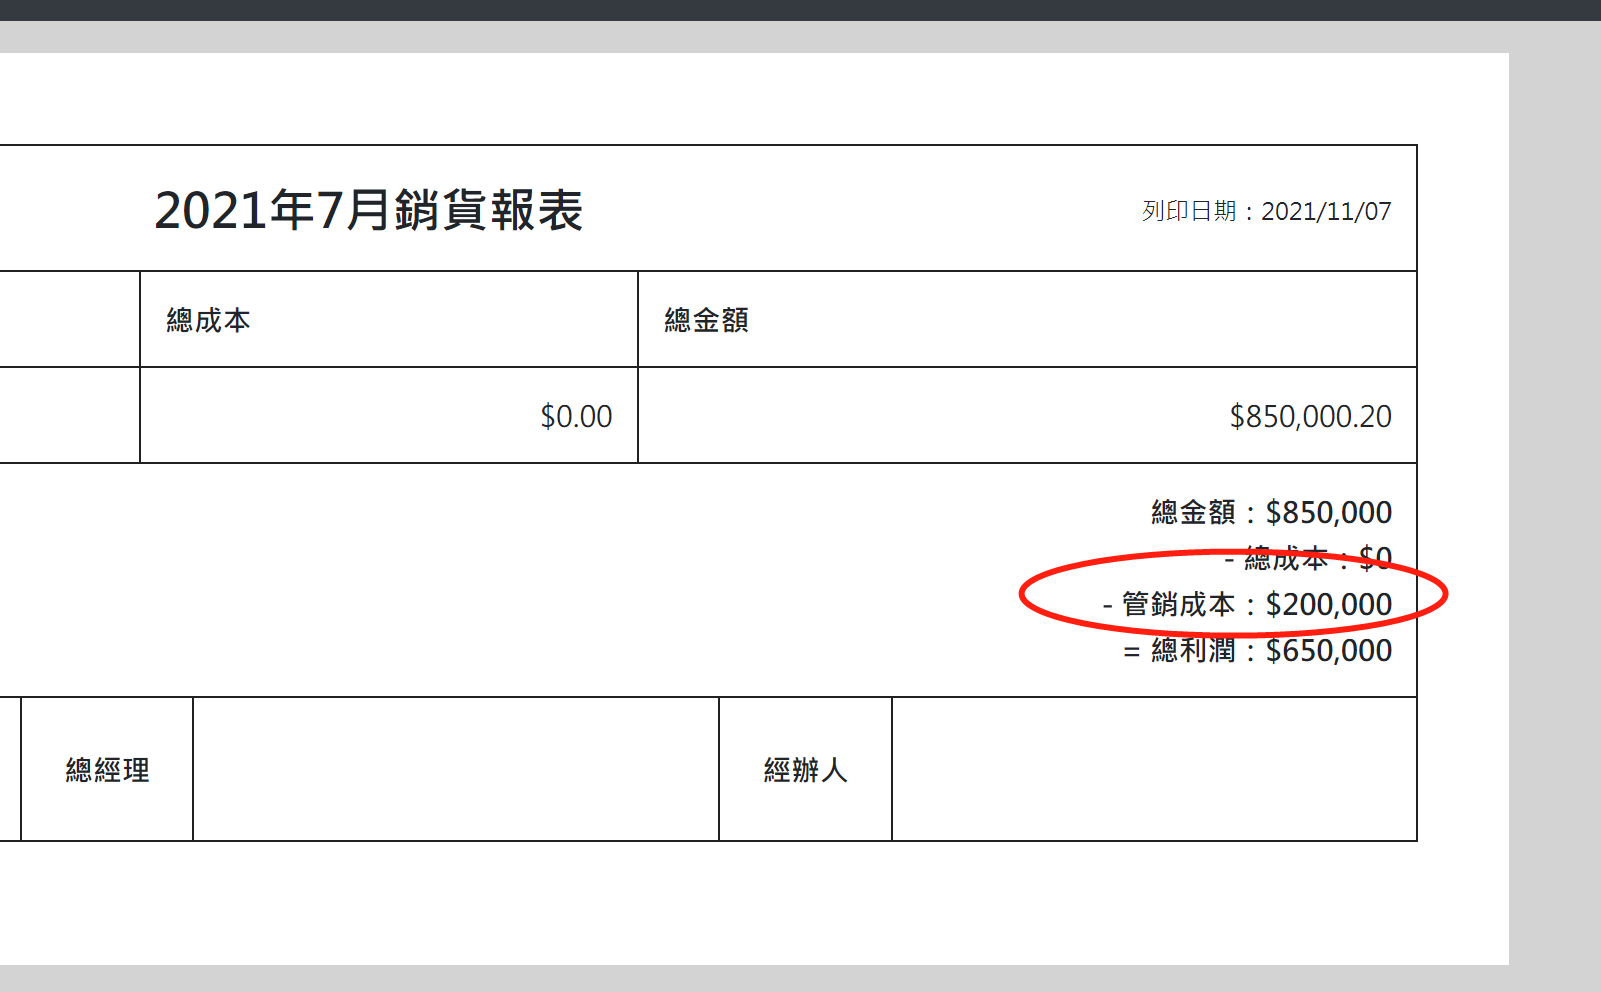 2021年7月銷貨報表
列印日期：2021/11/07
總成本
總金額
$0.00
$850,000.20
總金額：$850,000
- 總成本：$0
- 管銷成本：$200,000
= 總利潤：$650,000
總經理
經辦人